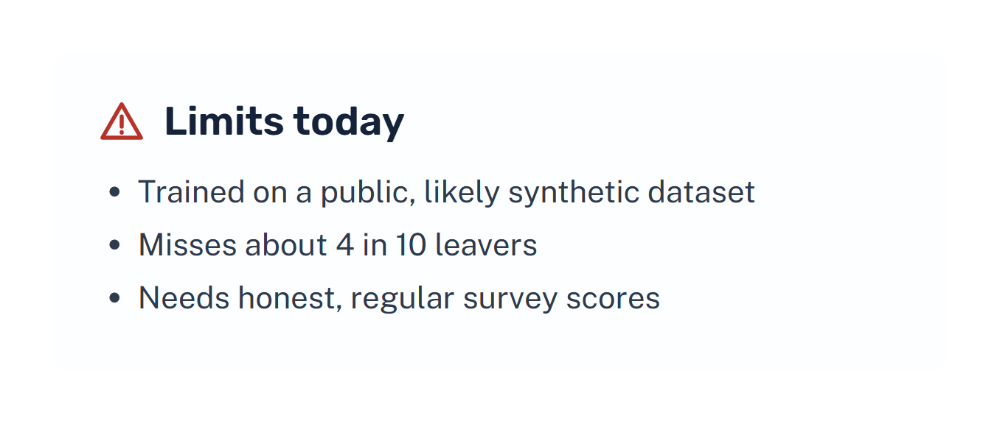 Limits today
• Trained on a public, likely synthetic dataset
• Misses about 4 in 10 leavers
• Needs honest, regular survey scores